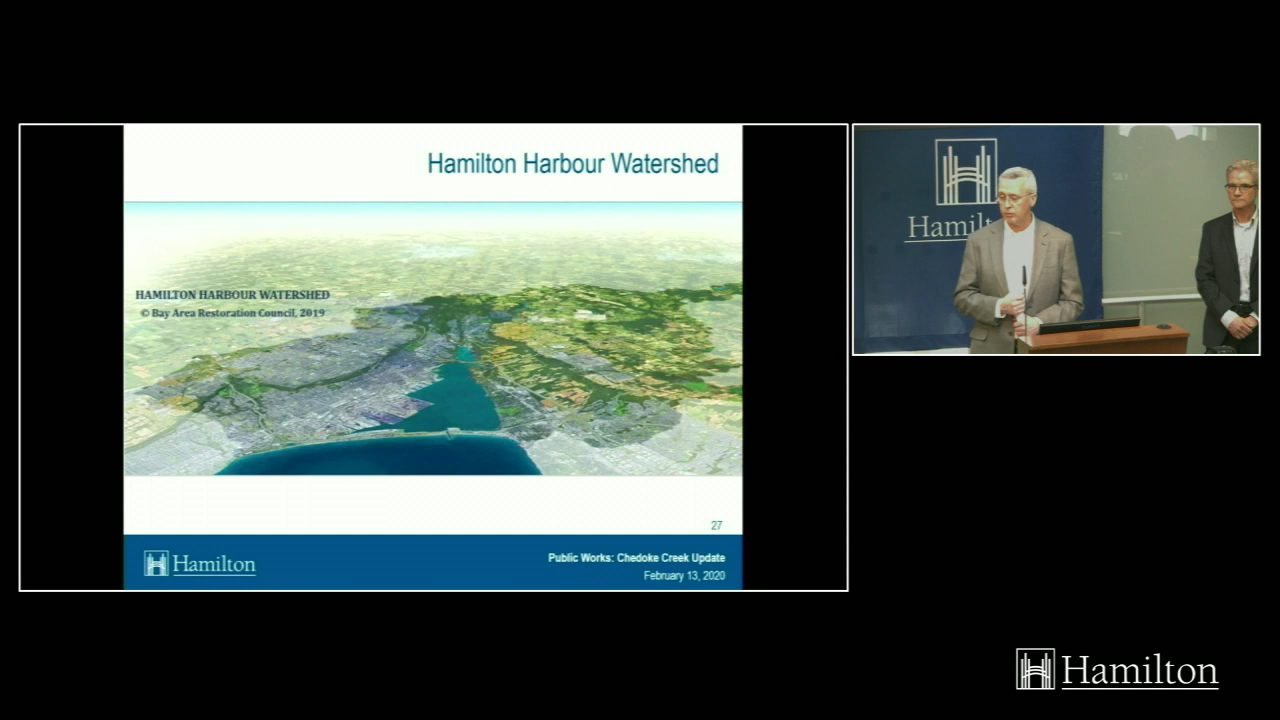 Hamilton Harbour Watershed
HAMILTON HARBOUR WATERSHED
© Bay Area Restoration Council, 2019
27
Hamilton
Public Works: Chedoke Creek Update
February 13, 2020
Hamilt
Hamilton